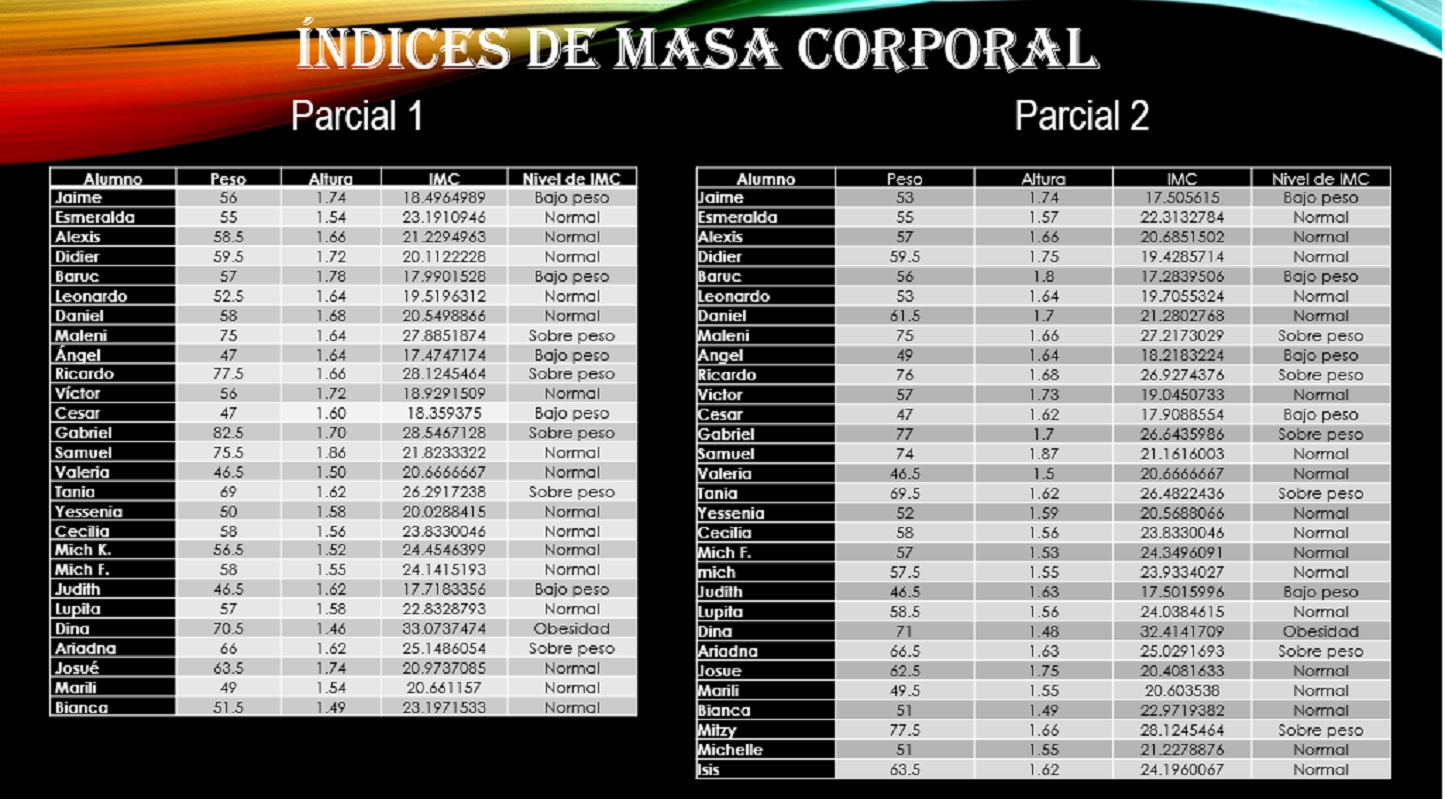 ÍNDICES DE MASA CORPORAL
Parcial 1
Alumno Peso Altura IMC Nivel de IMC
Jaime 56 1.74 18.4964989 Bajo peso
Esmeralda 55 1.54 23.1910946 Normal
Alexis 58.5 1.66 21.2294963 Normal
Didier 59.5 1.72 20.1122228 Normal
Baruc 57 1.78 17.9901528 Bajo peso
Leonardo 52.5 1.64 19.5196312 Normal
Daniel 58 1.68 20.5498866 Normal
Maleni 75 1.64 27.8851874 Sobre peso
Ángel 47 1.64 17.4747174 Bajo peso
Ricardo 77.5 1.66 28.1245464 Sobre peso
Víctor 56 1.72 18.9291509 Normal
Cesar 47 1.60 18.359375 Bajo peso
Gabriel 82.5 1.70 28.5467128 Sobre peso
Samuel 75.5 1.86 21.8233322 Normal
Valeria 46.5 1.50 20.6666667 Normal
Tania 69 1.62 26.2917238 Sobre peso
Yessenia 50 1.58 20.0288415 Normal
Cecilia 58 1.56 23.8330046 Normal
Mich K. 56.5 1.52 24.4546399 Normal
Mich F. 58 1.55 24.1415193 Normal
Judith 46.5 1.62 17.7183356 Bajo peso
Lupita 57 1.58 22.8328793 Normal
Dina 70.5 1.46 33.0737474 Obesidad
Ariadna 66 1.62 25.1486054 Sobre peso
Josué 63.5 1.74 20.9737085 Normal
Marili 49 1.54 20.661157 Normal
Bianca 51.5 1.49 23.1971533 Normal
Parcial 2
Alumno Peso Altura IMC Nivel de IMC
Jaime 53 1.74 17.505615 Bajo peso
Esmeralda 55 1.57 22.3132784 Normal
Alexis 57 1.66 20.6851502 Normal
Didier 59.5 1.75 19.4285714 Normal
Baruc 56 1.8 17.2839506 Bajo peso
Leonardo 53 1.64 19.7055324 Normal
Daniel 61.5 1.7 21.2802768 Normal
Maleni 75 1.66 27.2173029 Sobre peso
Angel 49 1.64 18.2183224 Bajo peso
Ricardo 76 1.68 26.9274376 Sobre peso
Victor 57 1.73 19.0450733 Normal
Cesar 47 1.62 17.9088554 Bajo peso
Gabriel 77 1.7 26.6435986 Sobre peso
Samuel 74 1.87 21.1616003 Normal
Valeria 46.5 1.5 20.6666667 Normal
Tania 69.5 1.62 26.4822436 Sobre peso
Yessenia 52 1.59 20.5688066 Normal
Cecilia 58 1.56 23.8330046 Normal
Mich F. 57 1.53 24.3496091 Normal
mich 57.5 1.55 23.9334027 Normal
Judith 46.5 1.63 17.5015996 Bajo peso
Lupita 58.5 1.56 24.0384615 Normal
Dina 71 1.48 32.4141709 Obesidad
Ariadna 66.5 1.63 25.0291693 Sobre peso
Josue 62.5 1.75 20.4081633 Normal
Marili 49.5 1.55 20.603538 Normal
Bianca 51 1.49 22.9719382 Normal
Mitzy 77.5 1.66 28.1245464 Sobre peso
Michelle 51 1.55 21.2278876 Normal
Isis 63.5 1.62 24.1960067 Normal